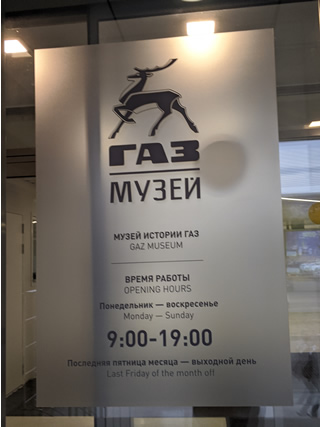 ГАЗ
МУЗЕЙ
МУЗЕЙ ИСТОРИИ ГАЗ
GAZ MUSEUM
ВРЕМЯ РАБОТЫ
OPENING HOURS
Понедельник — воскресенье
Monday — Sunday
9:00-19:00
Последняя пятница месяца — выходной день
Last Friday of the month off